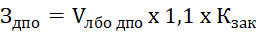 Здпо = Vлбо дпо х 1,1 х Кзак